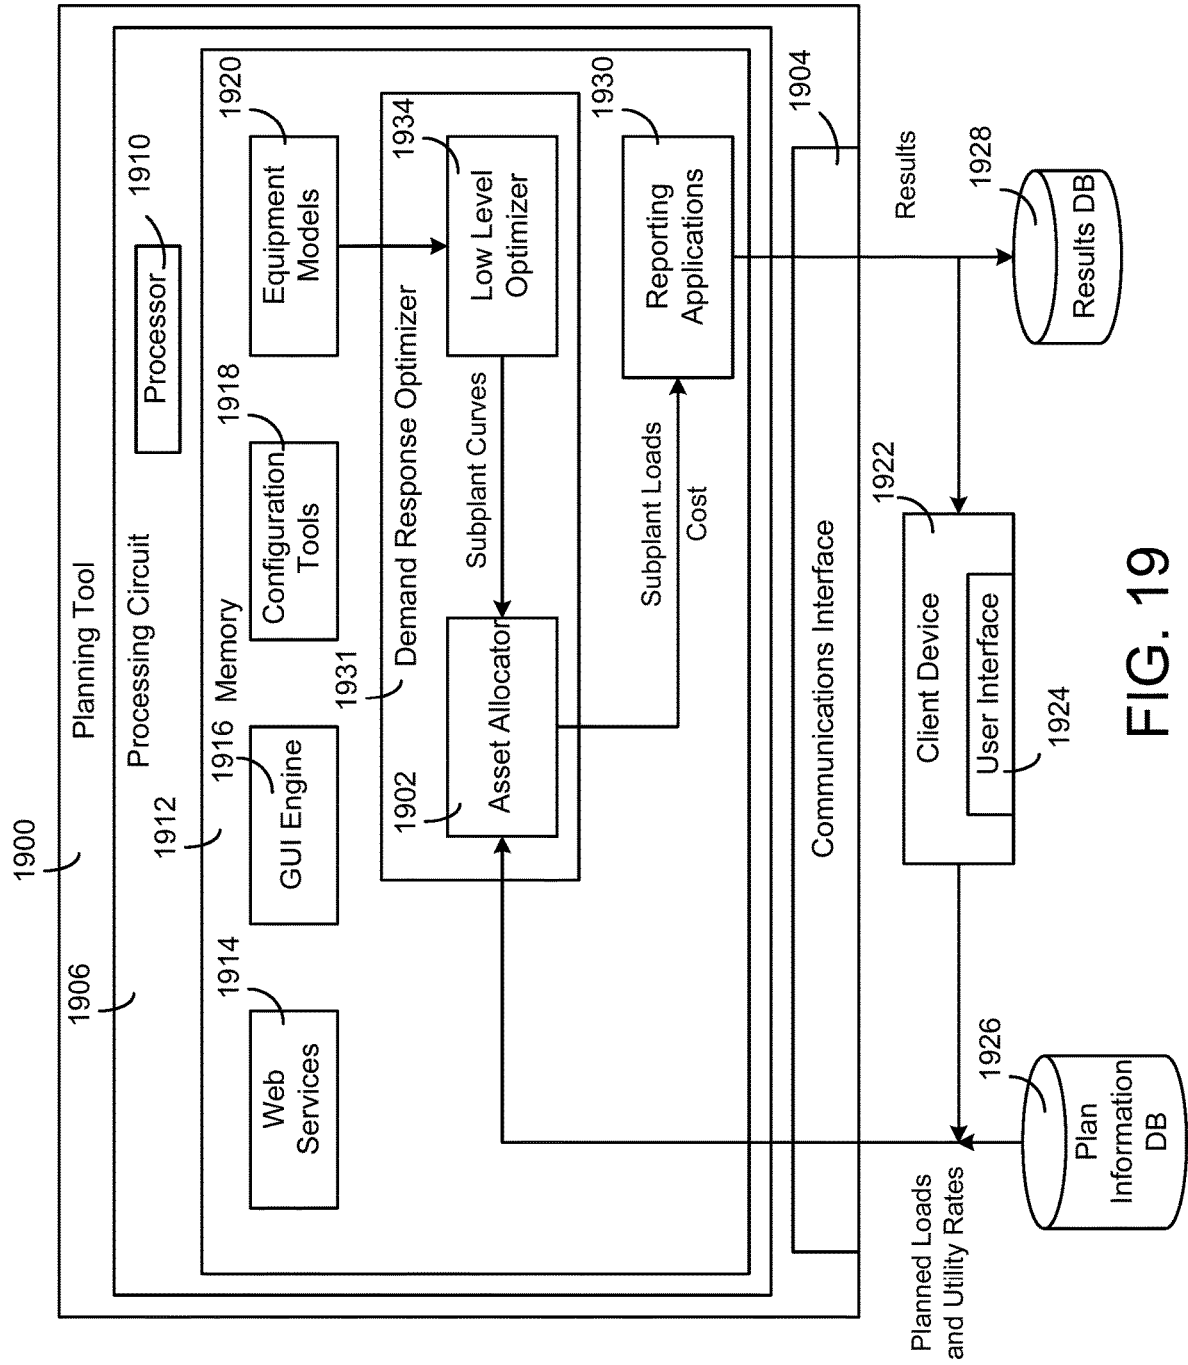 1900
Planning Tool
1906
Processing Circuit
Processor
1910
1912
Memory
Web
Services
1914
GUI Engine
1916
Configuration
Tools
1918
Equipment
Models
1920
1931
Demand Response Optimizer
1902
Asset Allocator
Subplant Curves
Low Level
Optimizer
1934
Subplant Loads
Cost
Reporting
Applications
1930
Communications Interface
1904
Planned Loads
and Utility Rates
Client Device
1922
User Interface
1924
Results
Plan
Information
DB
1926
Results DB
1928
FIG. 19